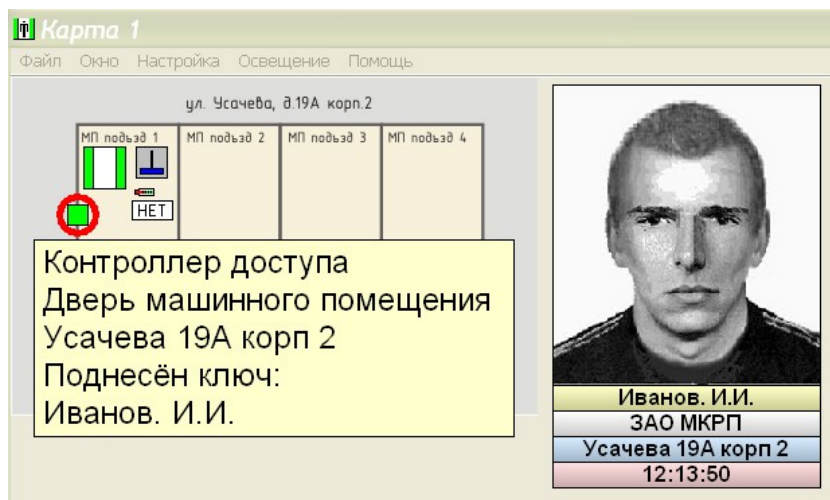 Карта 1
Файл Окно Настройка Освещение Помощь
ул. Усачева, д.19А корп.2
МП подъезд 1 МП подъезд 2 МП подъезд 3 МП подъезд 4
НЕТ
Контроллер доступа
Дверь машинного помещения
Усачева 19А корп 2
Поднесён ключ:
Иванов. И.И.
Иванов. И.И.
ЗАО МКРП
Усачева 19А корп 2
12:13:50